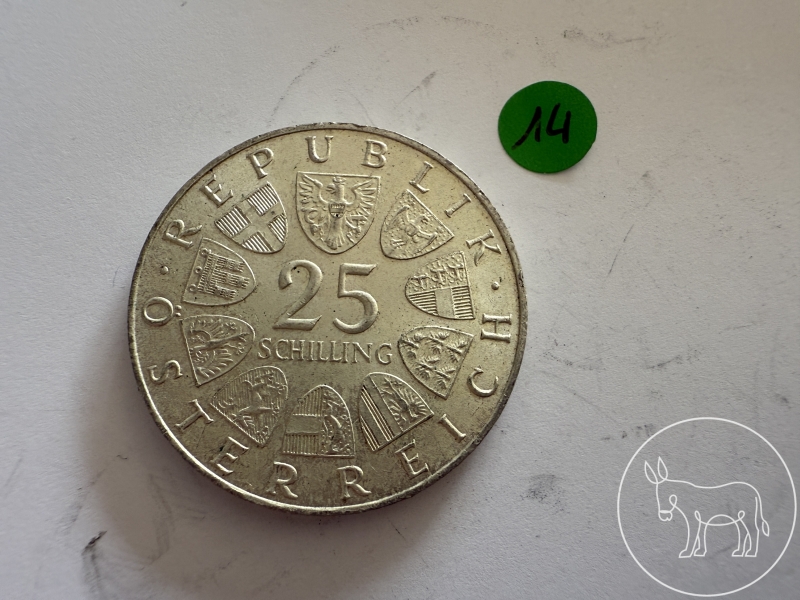 REPUBLIK · ÖSTERREICH ·
25
SCHILLING
14